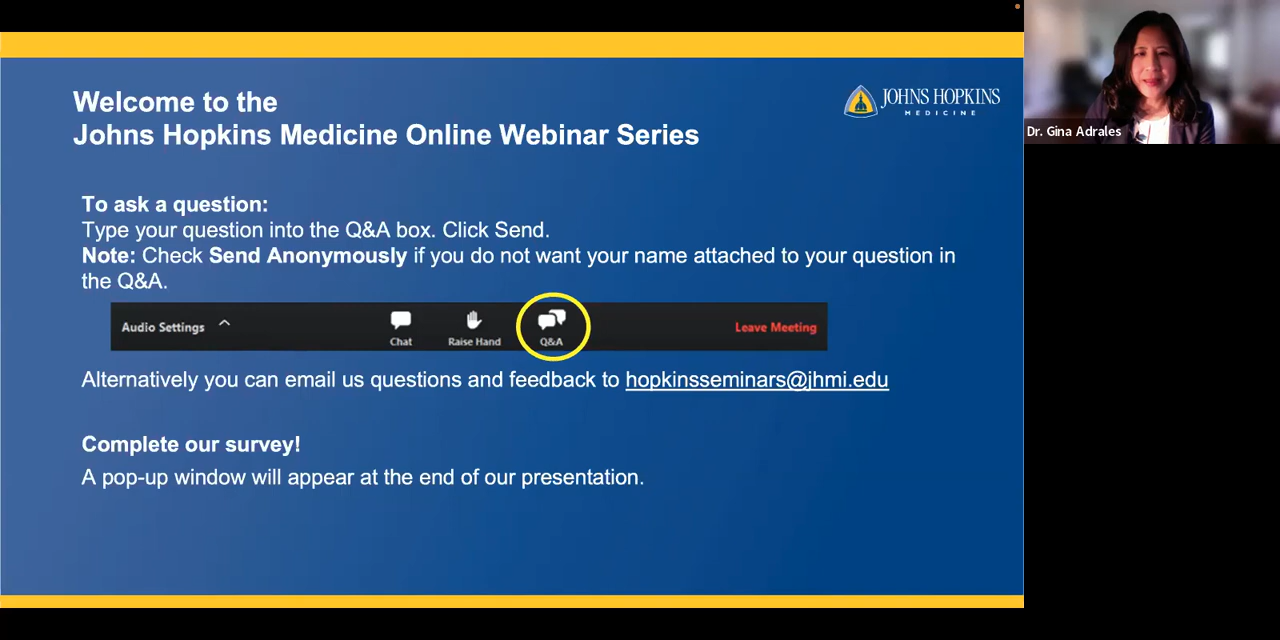 Welcome to the
Johns Hopkins Medicine Online Webinar Series
JOHNS HOPKINS
MEDICINE
Dr. Gina Adrales
To ask a question:
Type your question into the Q&A box. Click Send.
Note: Check Send Anonymously if you do not want your name attached to your question in
the Q&A.
Audio Settings
Chat
Raise Hand
Q&A
Leave Meeting
Alternatively you can email us questions and feedback to hopkinsseminars@jhmi.edu
Complete our survey!
A pop-up window will appear at the end of our presentation.